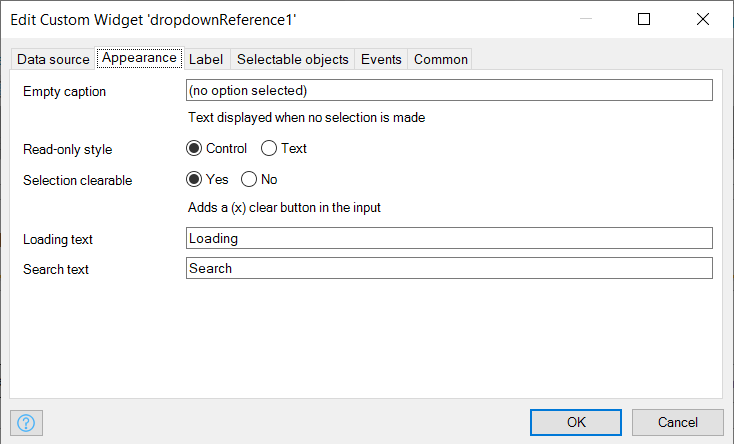 Edit Custom Widget 'dropdownReference1'
Data source Appearance Label Selectable objects Events Common
Empty caption (no option selected)
Text displayed when no selection is made
Read-only style Control Text
Selection clearable Yes No
Adds a (x) clear button in the input
Loading text Loading
Search text Search
? OK Cancel